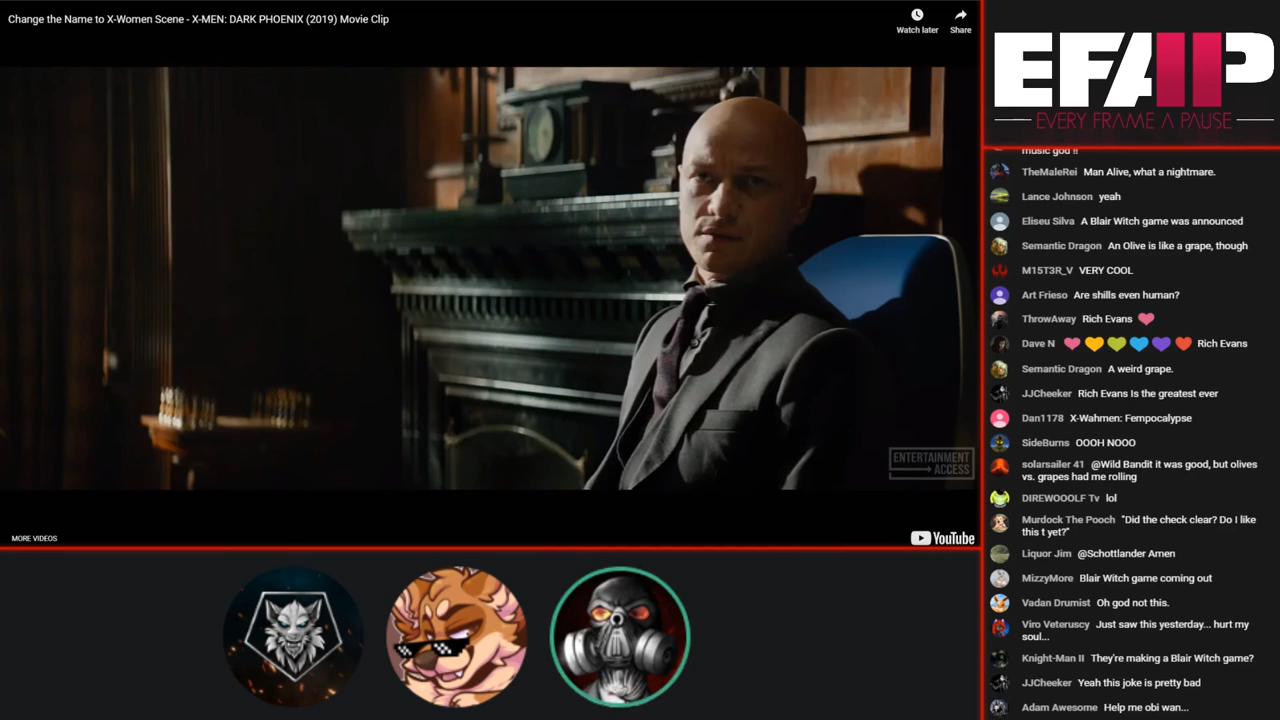 Change the Name to X-Women Scene - X-MEN: DARK PHOENIX (2019) Movie Clip
Watch later
Share
ENTERTAINMENT
ACCESS
MORE VIDEOS
YouTube
EFAP
EVERY FRAME A PAUSE
music god !!
TheMaleRei Man Alive, what a nightmare.
Lance Johnson yeah
Eliseu Silva A Blair Witch game was announced
Semantic Dragon An Olive is like a grape, though
M15T3R_V VERY COOL
Art Frieso Are shills even human?
ThrowAway Rich Evans
Dave N Rich Evans
Semantic Dragon A weird grape.
JJCheeker Rich Evans Is the greatest ever
Dan1178 X-Wahmen: Fempocalypse
SideBurns OOOH NOOO
solarsailer 41 @Wild Bandit it was good, but olives
vs. grapes had me rolling
DIREWOOOLF Tv lol
Murdock The Pooch "Did the check clear? Do I like
this t yet?"
Liquor Jim @Schottlander Amen
MizzyMore Blair Witch game coming out
Vadan Drumist Oh god not this.
Viro Veteruscy Just saw this yesterday... hurt my
soul...
Knight-Man II They're making a Blair Witch game?
JJCheeker Yeah this joke is pretty bad
Adam Awesome Help me obi wan...